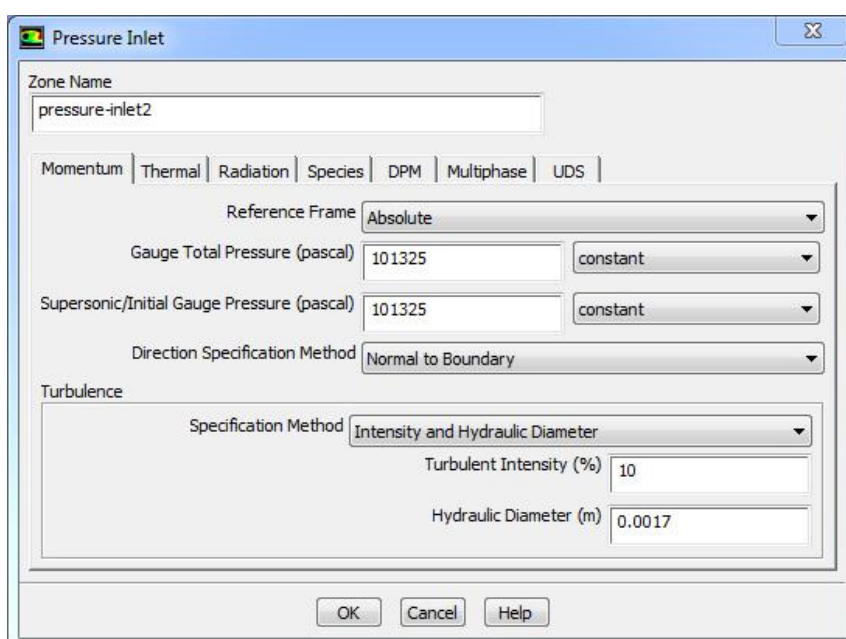 Pressure Inlet
Zone Name
pressure-inlet2
Momentum Thermal Radiation Species DPM Multiphase UDS
Reference Frame Absolute
Gauge Total Pressure (pascal) 101325 constant
Supersonic/Initial Gauge Pressure (pascal) 101325 constant
Direction Specification Method Normal to Boundary
Turbulence
Specification Method Intensity and Hydraulic Diameter
Turbulent Intensity (%) 10
Hydraulic Diameter (m) 0.0017
OK Cancel Help